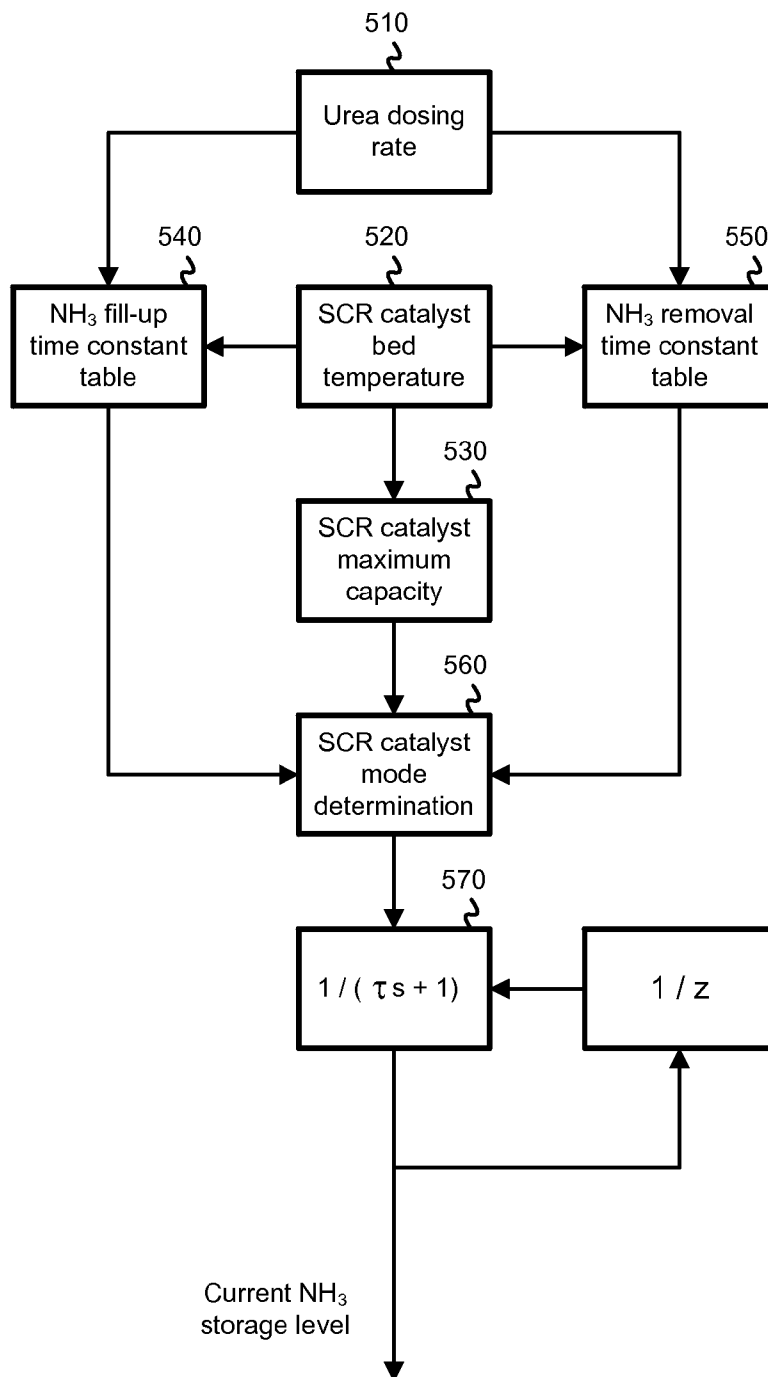 510
Urea dosing
rate
540
520
550
NH₃ fill-up
time constant
table
SCR catalyst
bed
temperature
NH₃ removal
time constant
table
530
SCR catalyst
maximum
capacity
560
SCR catalyst
mode
determination
570
1 / ( τs + 1)
1 / z
Current NH₃
storage level